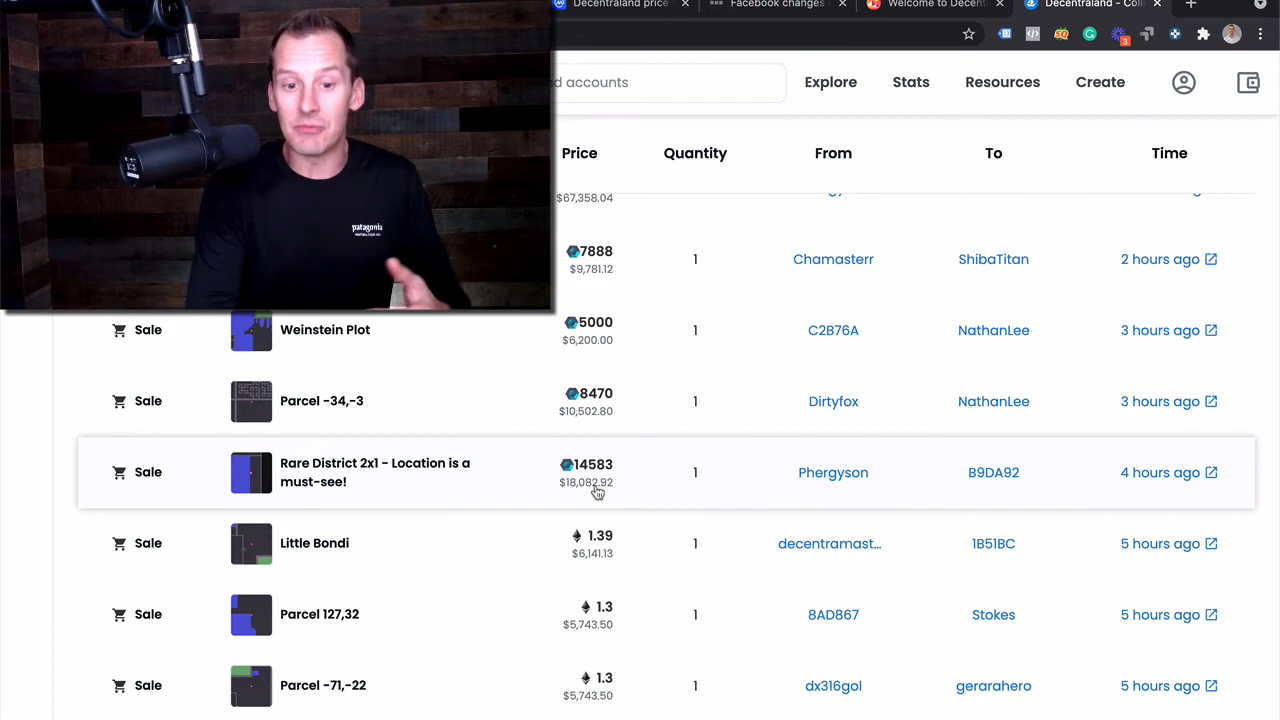 Decentraland price
Facebook changes
Welcome to Decent
Decentraland - Coll
3
d accounts
Explore
Stats
Resources
Create
Price
Quantity
From
To
Time
$67,358.04
7888
$9,781.12
1
Chamasterr
ShibaTitan
2 hours ago
Sale
Weinstein Plot
5000
$6,200.00
1
C2B76A
NathanLee
3 hours ago
Sale
Parcel -34,-3
8470
$10,502.80
1
Dirtyfox
NathanLee
3 hours ago
Sale
Rare District 2x1 - Location is a
must-see!
14583
$18,082.92
1
Phergyson
B9DA92
4 hours ago
Sale
Little Bondi
1.39
$6,141.13
1
decentramast...
1B51BC
5 hours ago
Sale
Parcel 127,32
1.3
$5,743.50
1
8AD867
Stokes
5 hours ago
Sale
Parcel -71,-22
1.3
$5,743.50
1
dx316gol
gerarahero
5 hours ago
patagonia